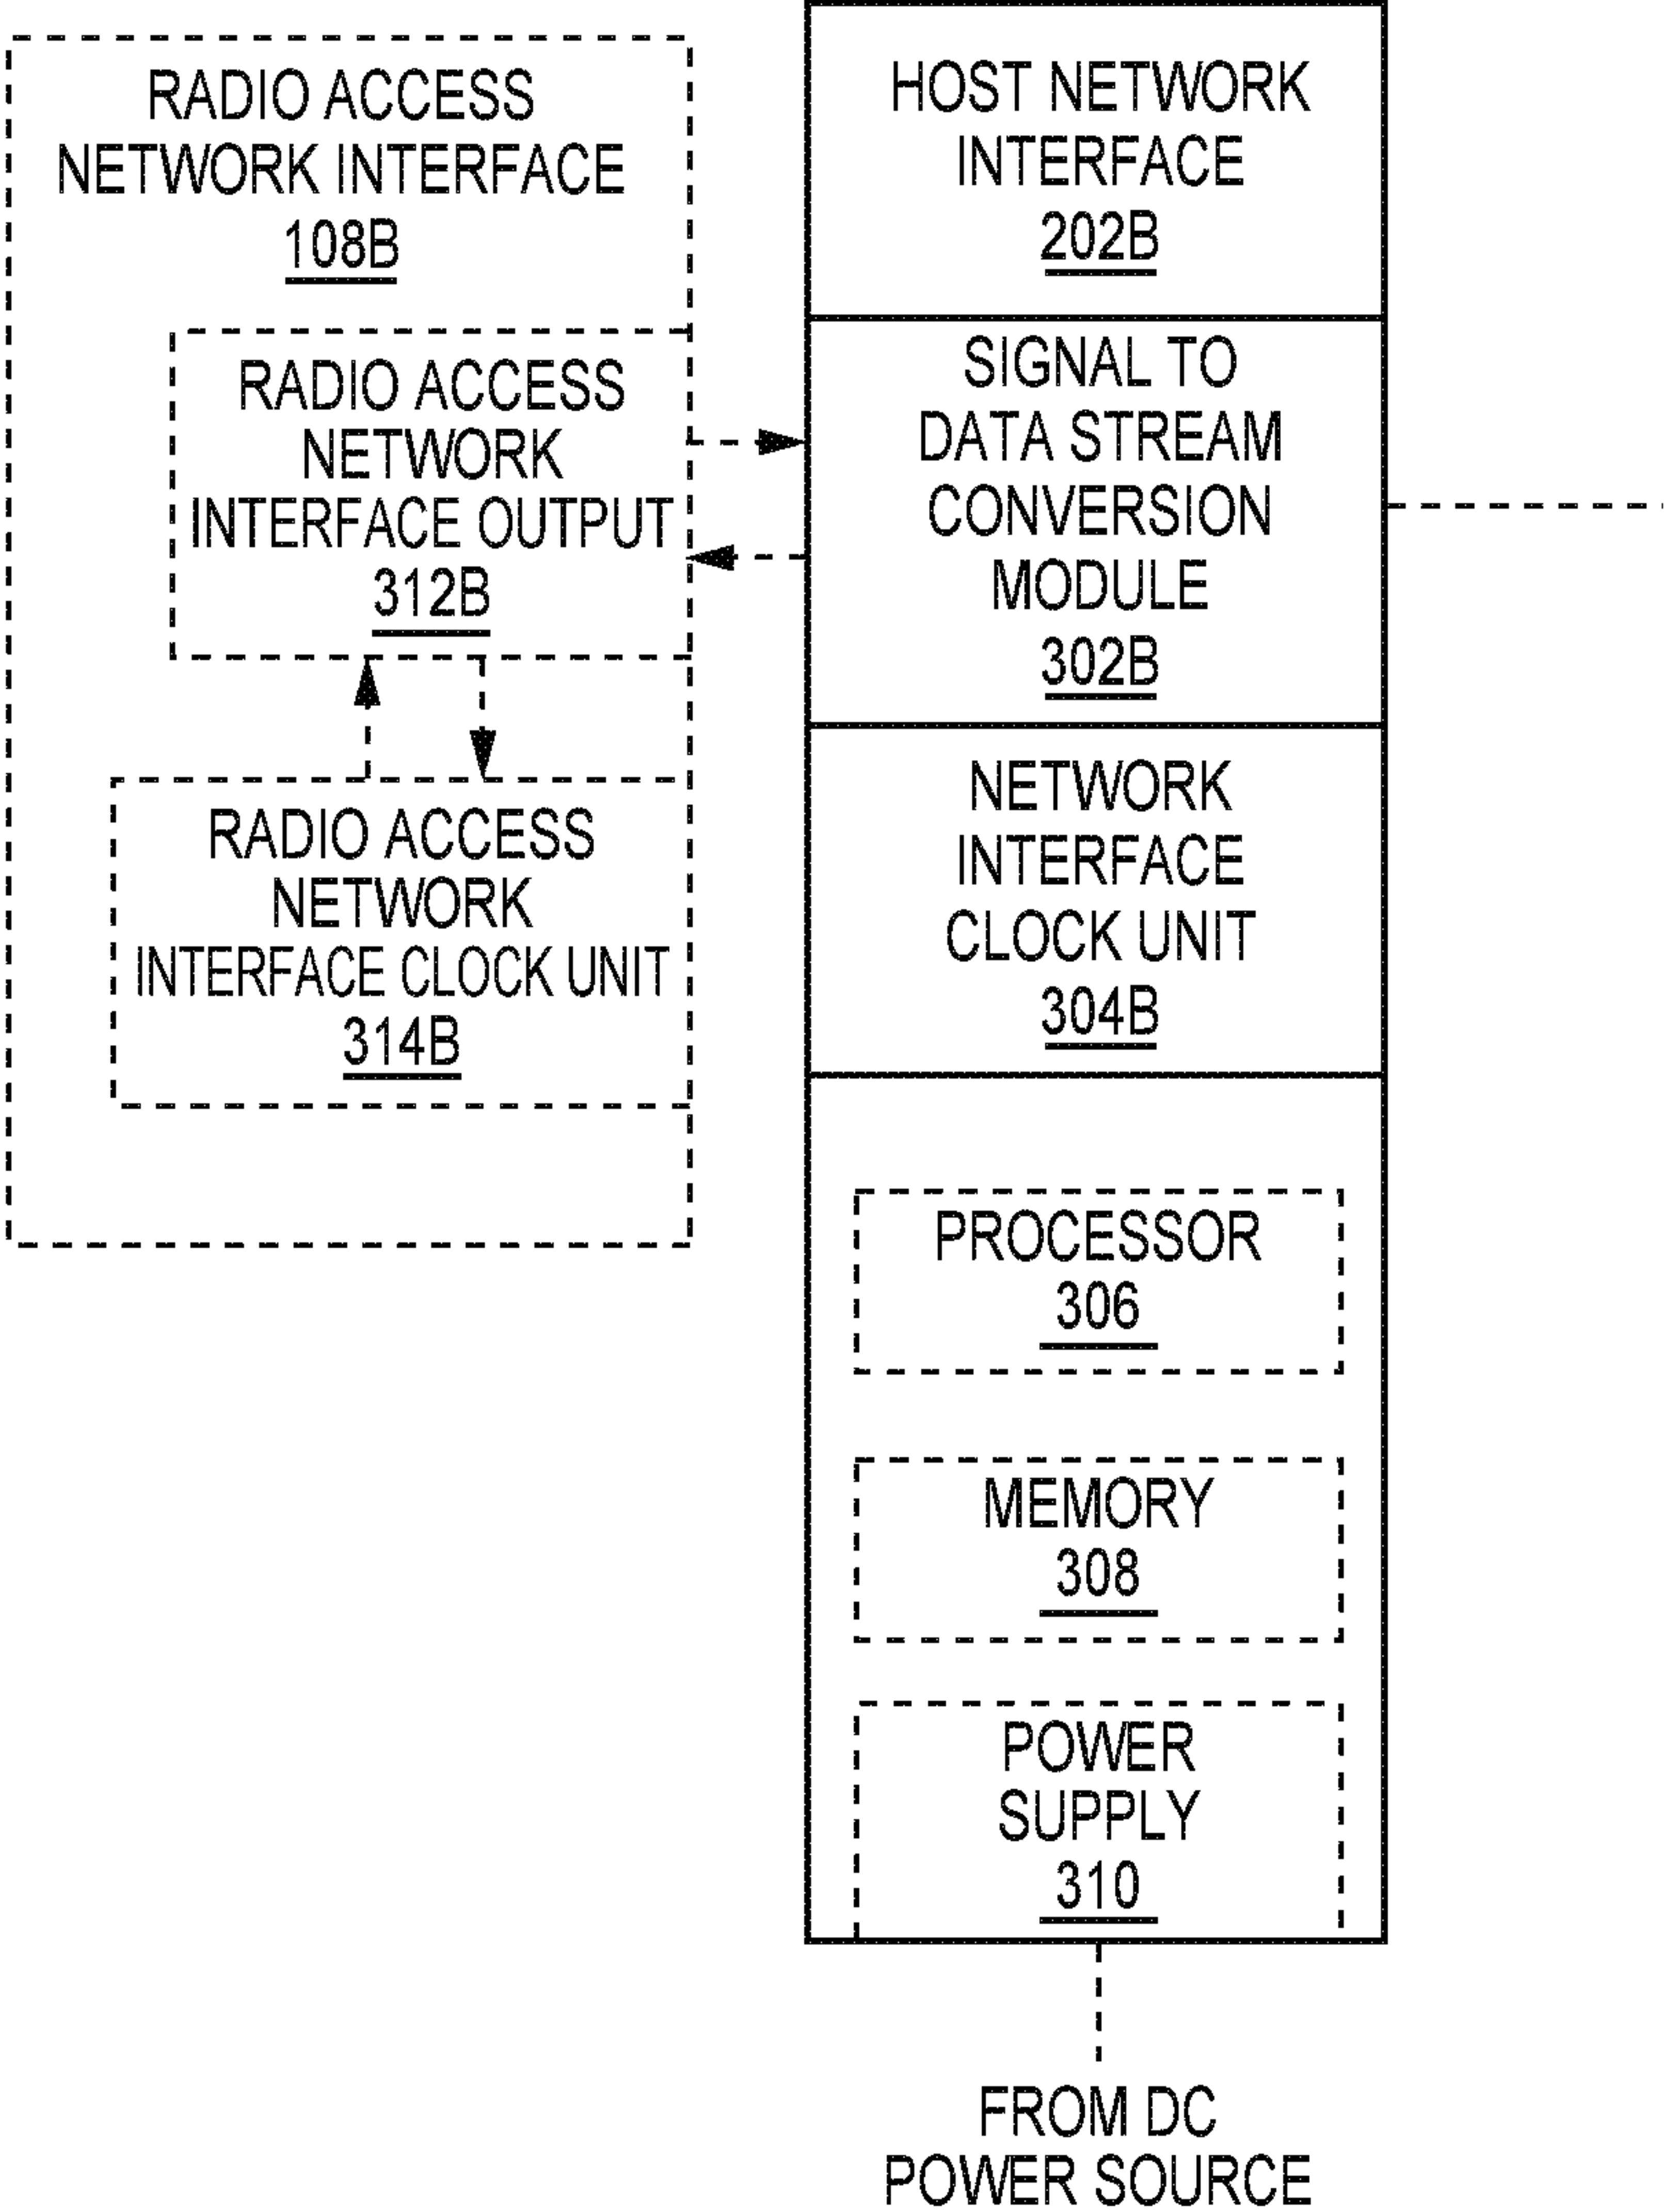 RADIO ACCESS
NETWORK INTERFACE
108B
RADIO ACCESS
NETWORK
INTERFACE OUTPUT
312B
RADIO ACCESS
NETWORK
INTERFACE CLOCK UNIT
314B
HOST NETWORK
INTERFACE
202B
SIGNAL TO
DATA STREAM
CONVERSION
MODULE
302B
NETWORK
INTERFACE
CLOCK UNIT
304B
PROCESSOR
306
MEMORY
308
POWER
SUPPLY
310
FROM DC
POWER SOURCE